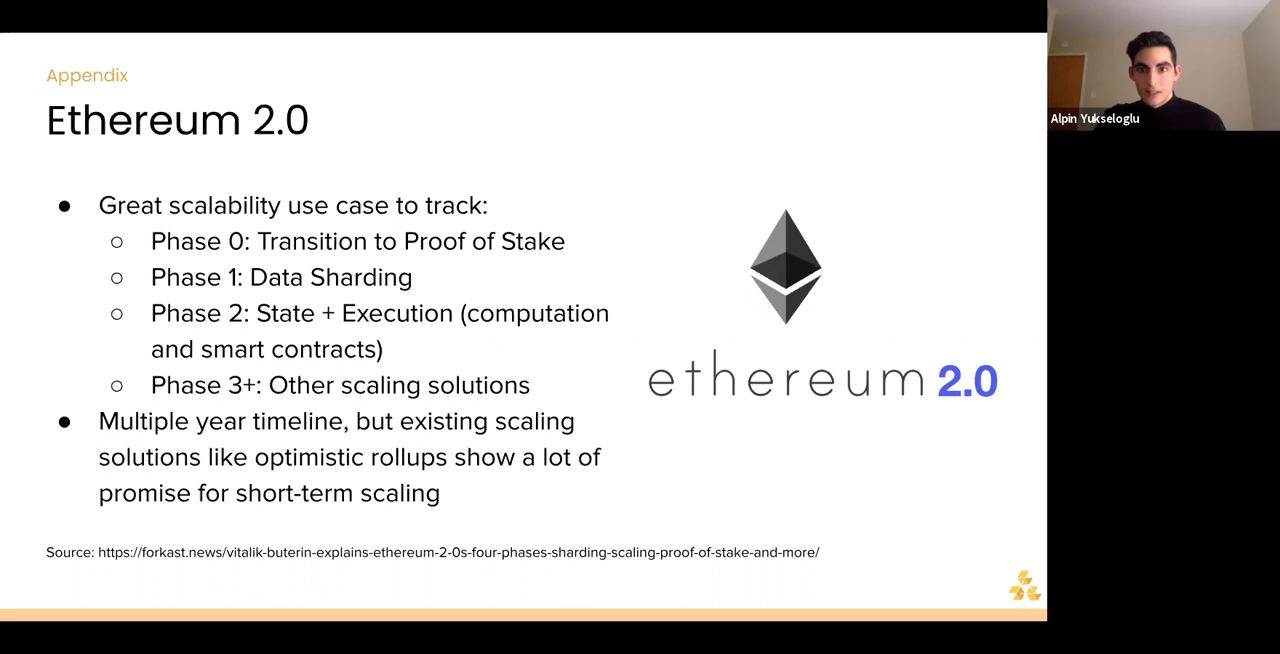 Appendix
Ethereum 2.0
● Great scalability use case to track:
○ Phase 0: Transition to Proof of Stake
○ Phase 1: Data Sharding
○ Phase 2: State + Execution (computation
and smart contracts)
○ Phase 3+: Other scaling solutions
● Multiple year timeline, but existing scaling
solutions like optimistic rollups show a lot of
promise for short-term scaling
ethereum 2.0
Source: https://forkast.news/vitalik-buterin-explains-ethereum-2-0s-four-phases-sharding-scaling-proof-of-stake-and-more/
Alpin Yukseloglu